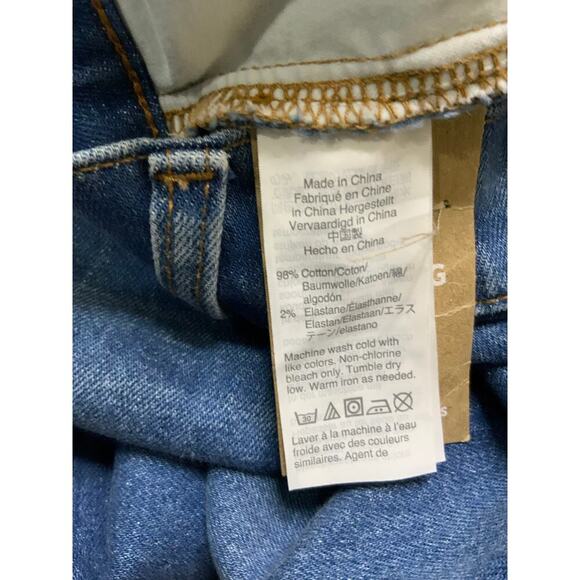 Made in China
Fabriqué en Chine
in China Hergestellt
Vervaardigd in China
中国製
Hecho en China
98% Cotton/Coton/
Baumwolle/Katoen/綿/
algodón
2% Elastane/Élasthanne/
Elastan/Elastaan/エラス
テーン/elastano
Machine wash cold with
like colors. Non-chlorine
bleach only. Tumble dry
low. Warm iron as needed.
30
Laver à la machine à l'eau
froide avec des couleurs
similaires. Agent de
G
s